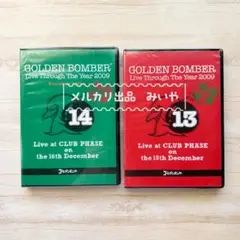 GOLDEN BOMBER
Live Through The Year 2009
14
Live at CLUB PHASE
on
the 16th December
GOLDEN BOMBER
Live Through The Year 2009
13
Live at CLUB PHASE
on
the 15th December
メルカリ出品 みいや